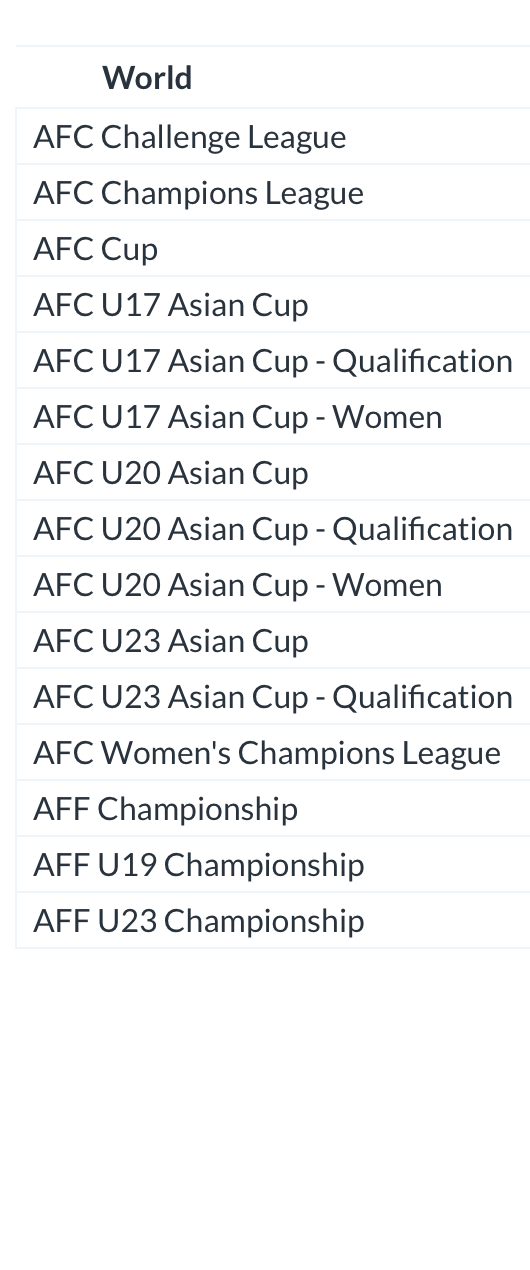 World
AFC Challenge League
AFC Champions League
AFC Cup
AFC U17 Asian Cup
AFC U17 Asian Cup - Qualification
AFC U17 Asian Cup - Women
AFC U20 Asian Cup
AFC U20 Asian Cup - Qualification
AFC U20 Asian Cup - Women
AFC U23 Asian Cup
AFC U23 Asian Cup - Qualification
AFC Women's Champions League
AFF Championship
AFF U19 Championship
AFF U23 Championship